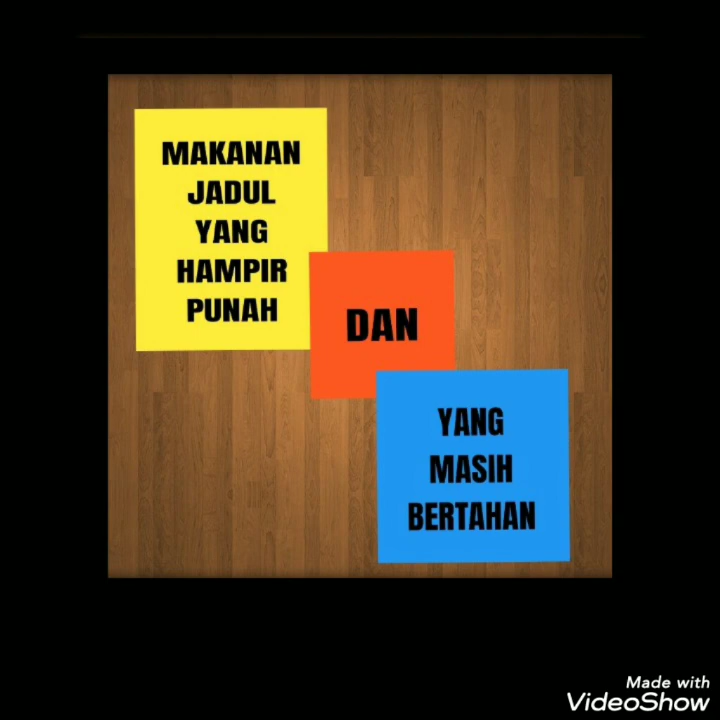 MAKANAN
JADUL
YANG
HAMPIR
PUNAH
DAN
YANG
MASIH
BERTAHAN
Made with
VideoShow